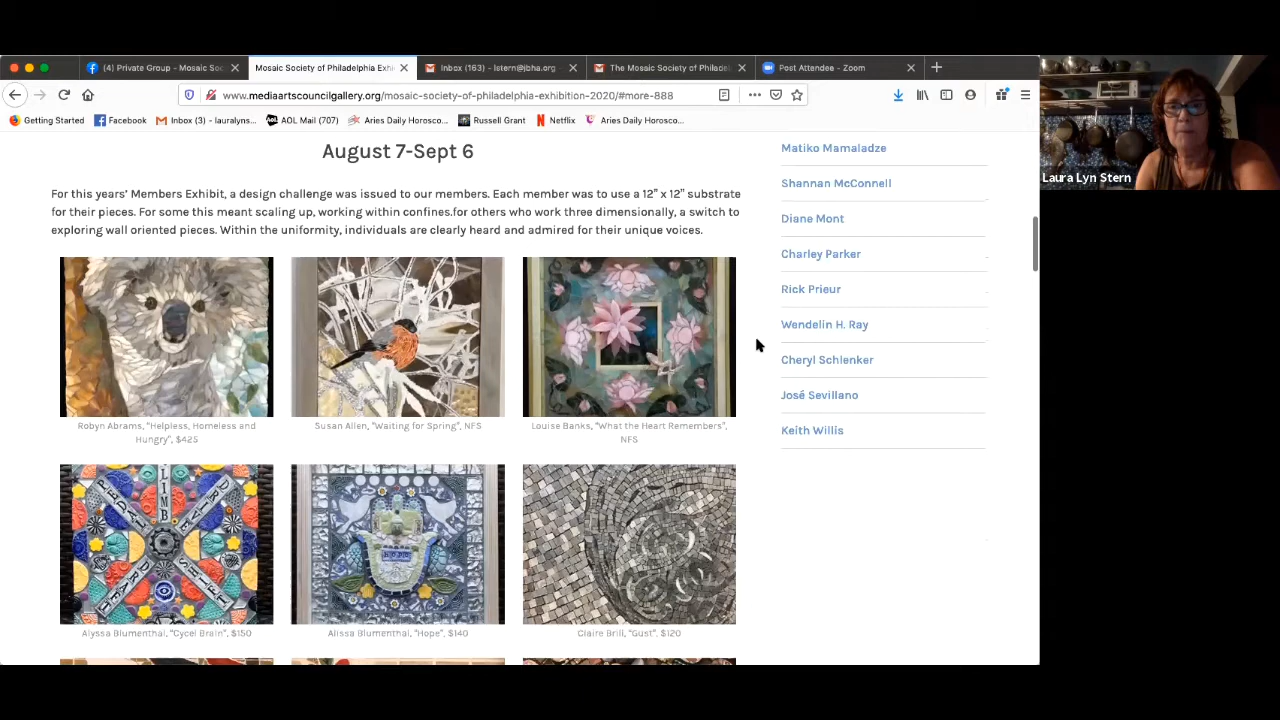 (4) Private Group - Mosaic Soc
Mosaic Society of Philadelphia Exhi
Inbox (163) - lstern@jbha.org
The Mosaic Society of Philadel
Post Attendee - Zoom
www.mediaartscouncilgallery.org/mosaic-society-of-philadelphia-exhibition-2020/#more-888
Getting Started
Facebook
Inbox (3) - lauralyns...
AOL Mail (707)
Aries Daily Horosco...
Russell Grant
Netflix
Aries Daily Horosco...
Laura Lyn Stern
August 7-Sept 6
For this years' Members Exhibit, a design challenge was issued to our members. Each member was to use a 12" x 12" substrate
for their pieces. For some this meant scaling up, working within confines.for others who work three dimensionally, a switch to
exploring wall oriented pieces. Within the uniformity, individuals are clearly heard and admired for their unique voices.
Robyn Abrams, "Helpless, Homeless and
Hungry", $425
Susan Allen, "Waiting for Spring", NFS
Louise Banks, "What the Heart Remembers",
NFS
LIMB
Alyssa Blumenthal, "Cycel Brain", $150
Alissa Blumenthal, "Hope", $140
Claire Brill, "Gust", $120
Matiko Mamaladze
Shannan McConnell
Diane Mont
Charley Parker
Rick Prieur
Wendelin H. Ray
Cheryl Schlenker
José Sevillano
Keith Willis